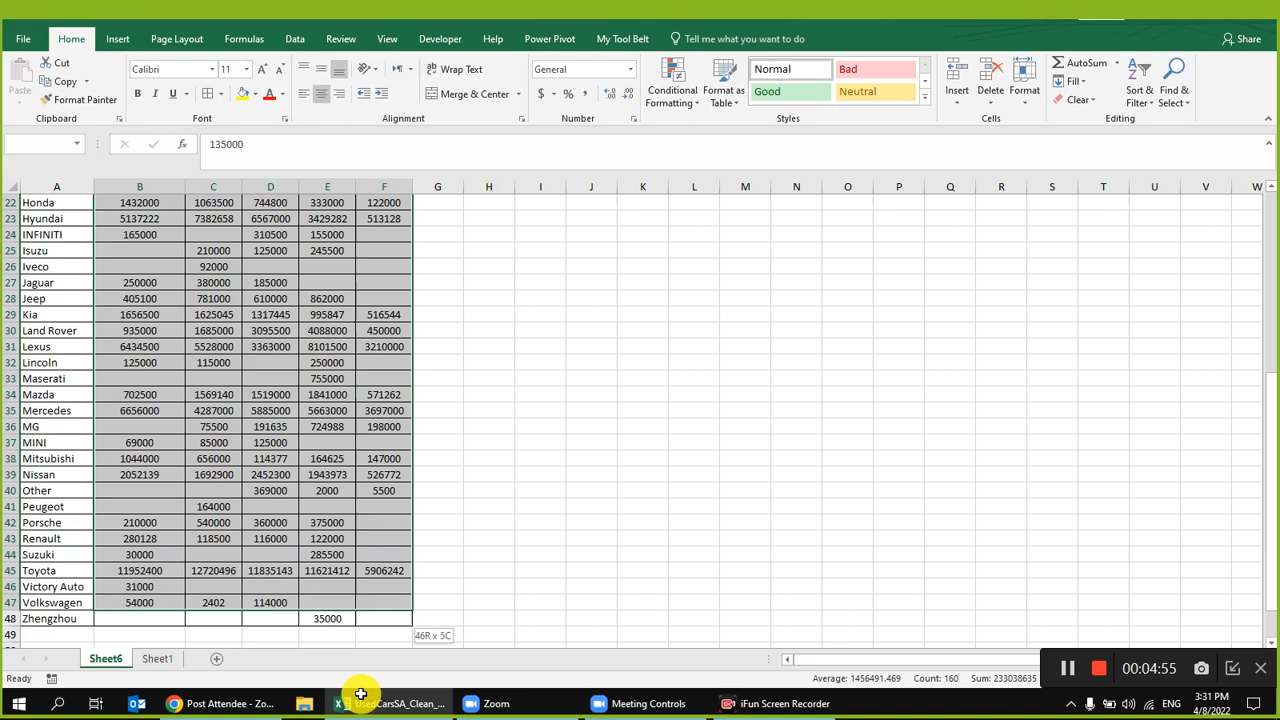 File Home Insert Page Layout Formulas Data Review View Developer Help Power Pivot My Tool Belt Tell me what you want to do Share
Paste Cut Copy Format Painter Clipboard
Calibri 11 A A B I U A Font
Wrap Text Merge & Center Alignment
General $ % , Number
Conditional Formatting Format as Table Normal Bad Good Neutral Styles
Insert Delete Format Cells
AutoSum Fill Clear Sort & Filter Find & Select Editing
fx 135000
A B C D E F G H I J K L M N O P Q R S T U V W
22 Honda 1432000 1063500 744800 333000 122000
23 Hyundai 5137222 7382658 6567000 3429282 513128
24 INFINITI 165000 310500 155000
25 Isuzu 210000 125000 245500
26 Iveco 92000
27 Jaguar 250000 380000 185000
28 Jeep 405100 781000 610000 862000
29 Kia 1656500 1625045 1317445 995847 516544
30 Land Rover 935000 1685000 3095500 4088000 450000
31 Lexus 6434500 5528000 3363000 8101500 3210000
32 Lincoln 125000 115000 250000
33 Maserati 755000
34 Mazda 702500 1569140 1519000 1841000 571262
35 Mercedes 6656000 4287000 5885000 5663000 3697000
36 MG 75500 191635 724988 198000
37 MINI 69000 85000 125000
38 Mitsubishi 1044000 656000 114377 164625 147000
39 Nissan 2052139 1692900 2452300 1943973 526772
40 Other 369000 2000 5500
41 Peugeot 164000
42 Porsche 210000 540000 360000 375000
43 Renault 280128 118500 116000 122000
44 Suzuki 30000 285500
45 Toyota 11952400 12720496 11835143 11621412 5906242
46 Victory Auto 31000
47 Volkswagen 54000 2402 114000
48 Zhengzhou 35000
49 46R x 5C
Sheet6 Sheet1
00:04:55
Ready Average: 1456491.469 Count: 160 Sum: 233038635
Post Attendee - Zo... UsedCarsSA_Clean_... Zoom Meeting Controls iFun Screen Recorder ENG 3:31 PM
4/8/2022